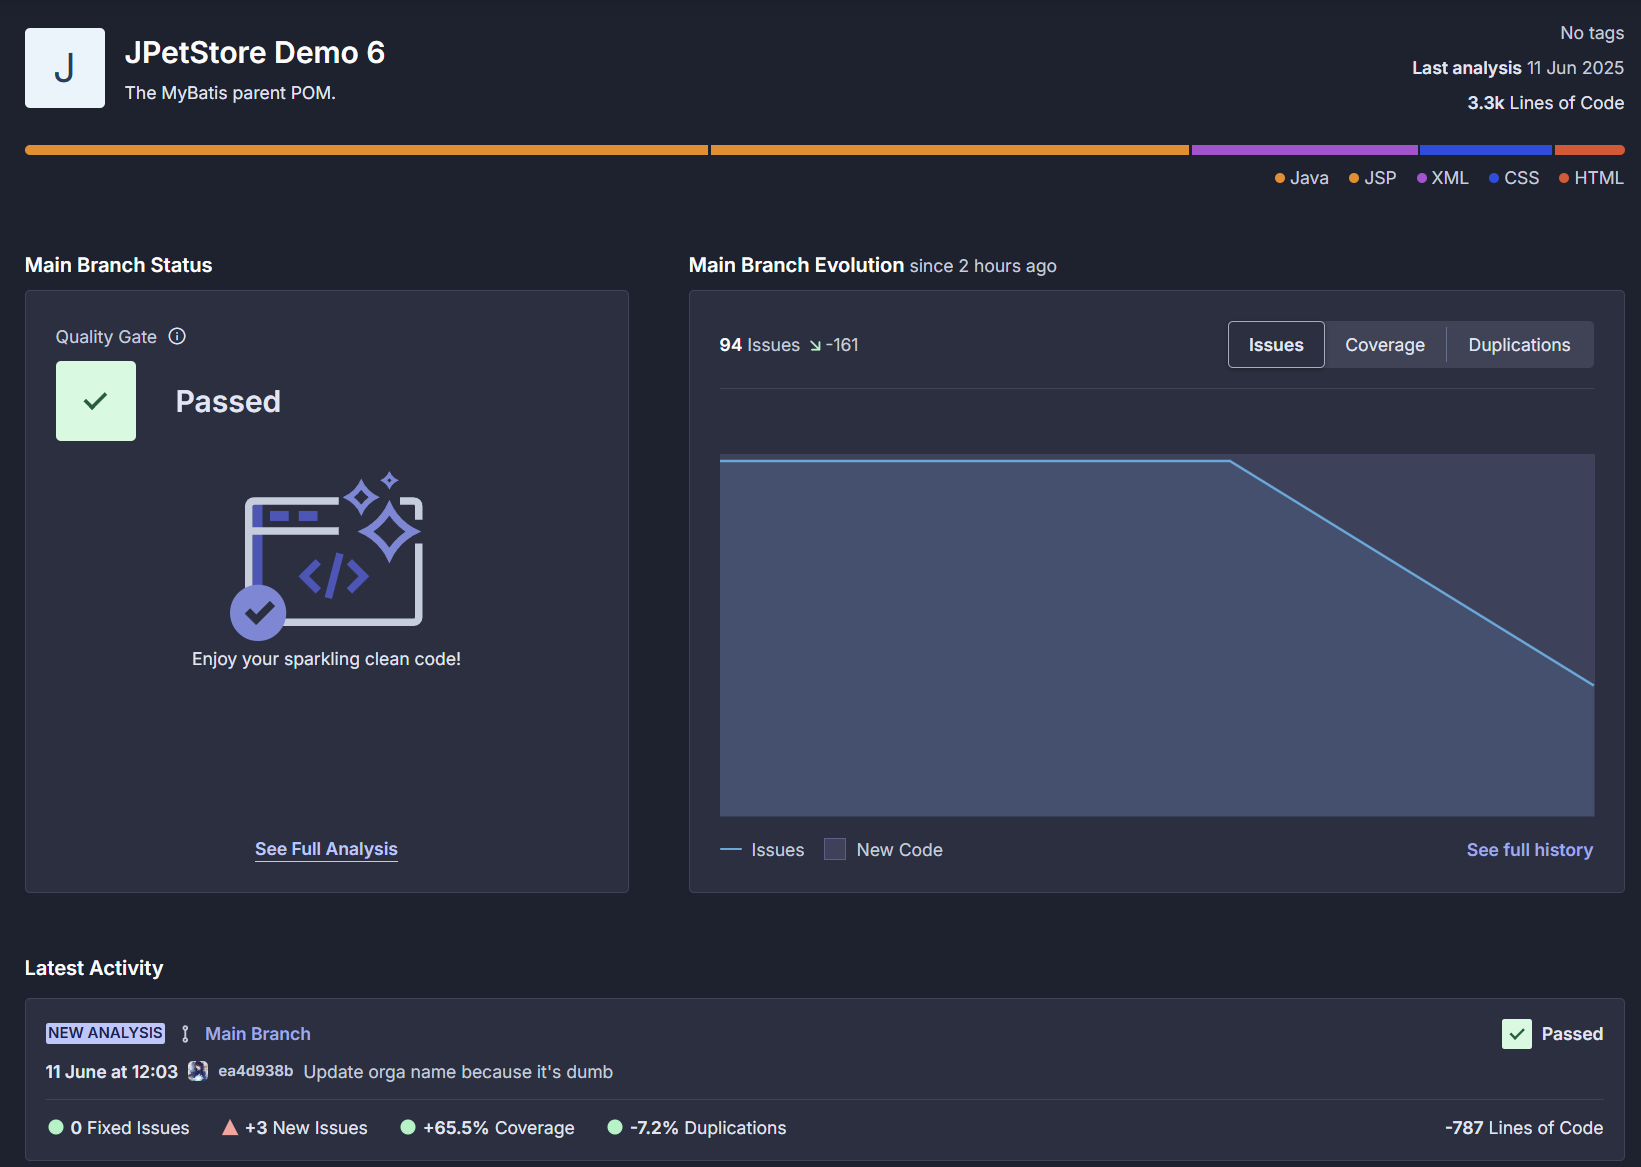 J
JPetStore Demo 6
The MyBatis parent POM.
No tags
Last analysis 11 Jun 2025
3.3k Lines of Code
Java JSP XML CSS HTML
Main Branch Status
Quality Gate
Passed
Enjoy your sparkling clean code!
See Full Analysis
Main Branch Evolution since 2 hours ago
94 Issues -161
Issues Coverage Duplications
Issues New Code
See full history
Latest Activity
NEW ANALYSIS Main Branch
Passed
11 June at 12:03 ea4d938b Update orga name because it's dumb
0 Fixed Issues +3 New Issues +65.5% Coverage -7.2% Duplications
-787 Lines of Code